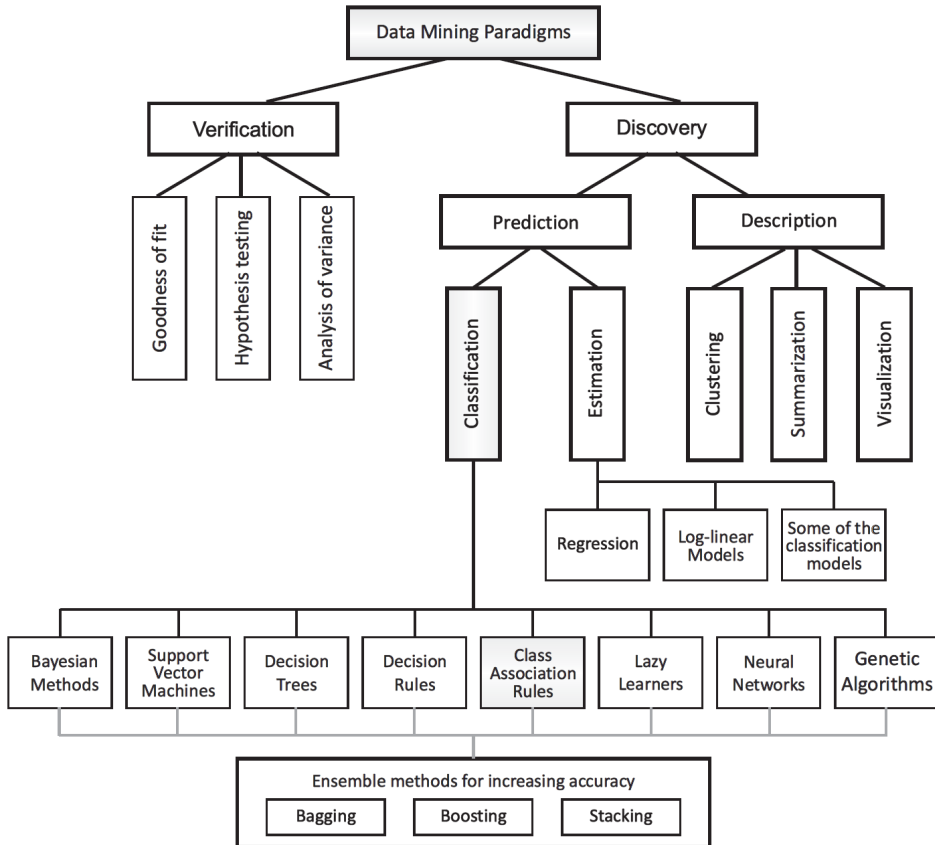 Data Mining Paradigms
Verification
Discovery
Goodness of fit
Hypothesis testing
Analysis of variance
Prediction
Description
Classification
Estimation
Clustering
Summarization
Visualization
Regression
Log-linear
Models
Some of the
classification
models
Bayesian
Methods
Support
Vector
Machines
Decision
Trees
Decision
Rules
Class
Association
Rules
Lazy
Learners
Neural
Networks
Genetic
Algorithms
Ensemble methods for increasing accuracy
Bagging
Boosting
Stacking